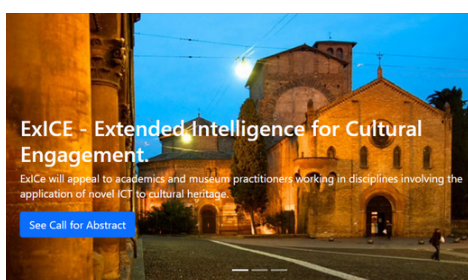 ExICE - Extended Intelligence for Cultural
Engagement.
ExICe will appeal to academics and museum practitioners working in disciplines involving the
application of novel ICT to cultural heritage.
See Call for Abstract